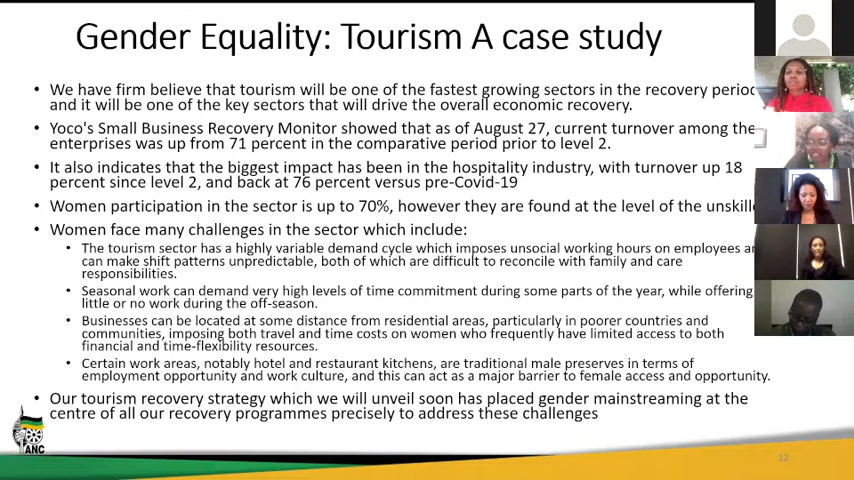 Gender Equality: Tourism A case study
• We have firm believe that tourism will be one of the fastest growing sectors in the recovery
and it will be one of the key sectors that will drive the overall economic recovery.
• Yoco's Small Business Recovery Monitor showed that as of August 27, current turnover among the
enterprises was up from 71 percent in the comparative period prior to level 2.
• It also indicates that the biggest impact has been in the hospitality industry, with turnover up 18
percent since level 2, and back at 76 percent versus pre-Covid-19
• Women participation in the sector is up to 70%, however they are found at the level of the
• Women face many challenges in the sector which include:
• The tourism sector has a highly variable demand cycle which imposes unsocial working hours on employees
can make shift patterns unpredictable, both of which are difficult to reconcile with family and care
responsibilities.
• Seasonal work can demand very high levels of time commitment during some parts of the year, while offering
little or no work during the off-season.
• Businesses can be located at some distance from residential areas, particularly in poorer countries and
communities, imposing both travel and time costs on women who frequently have limited access to both
financial and time-flexibility resources.
• Certain work areas, notably hotel and restaurant kitchens, are traditional male preserves in terms of
employment opportunity and work culture, and this can act as a major barrier to female access and opportunity.
• Our tourism recovery strategy which we will unveil soon has placed gender mainstreaming at the
centre of all our recovery programmes precisely to address these challenges
ANC
12